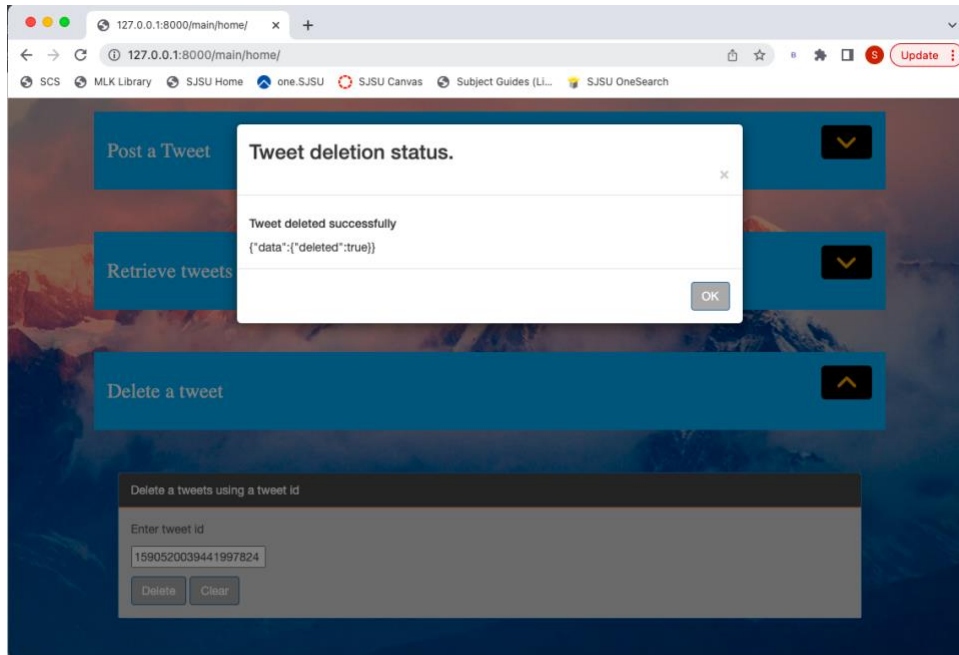 127.0.0.1:8000/main/home/
127.0.0.1:8000/main/home/
B
S
Update
SCS
MLK Library
SJSU Home
one.SJSU
SJSU Canvas
Subject Guides (Li...
SJSU OneSearch
Post a Tweet
Tweet deletion status.
×
Tweet deleted successfully
{"data":{"deleted":true}}
OK
Retrieve tweets
Delete a tweet
Delete a tweets using a tweet id
Enter tweet id
1590520039441997824
Delete
Clear